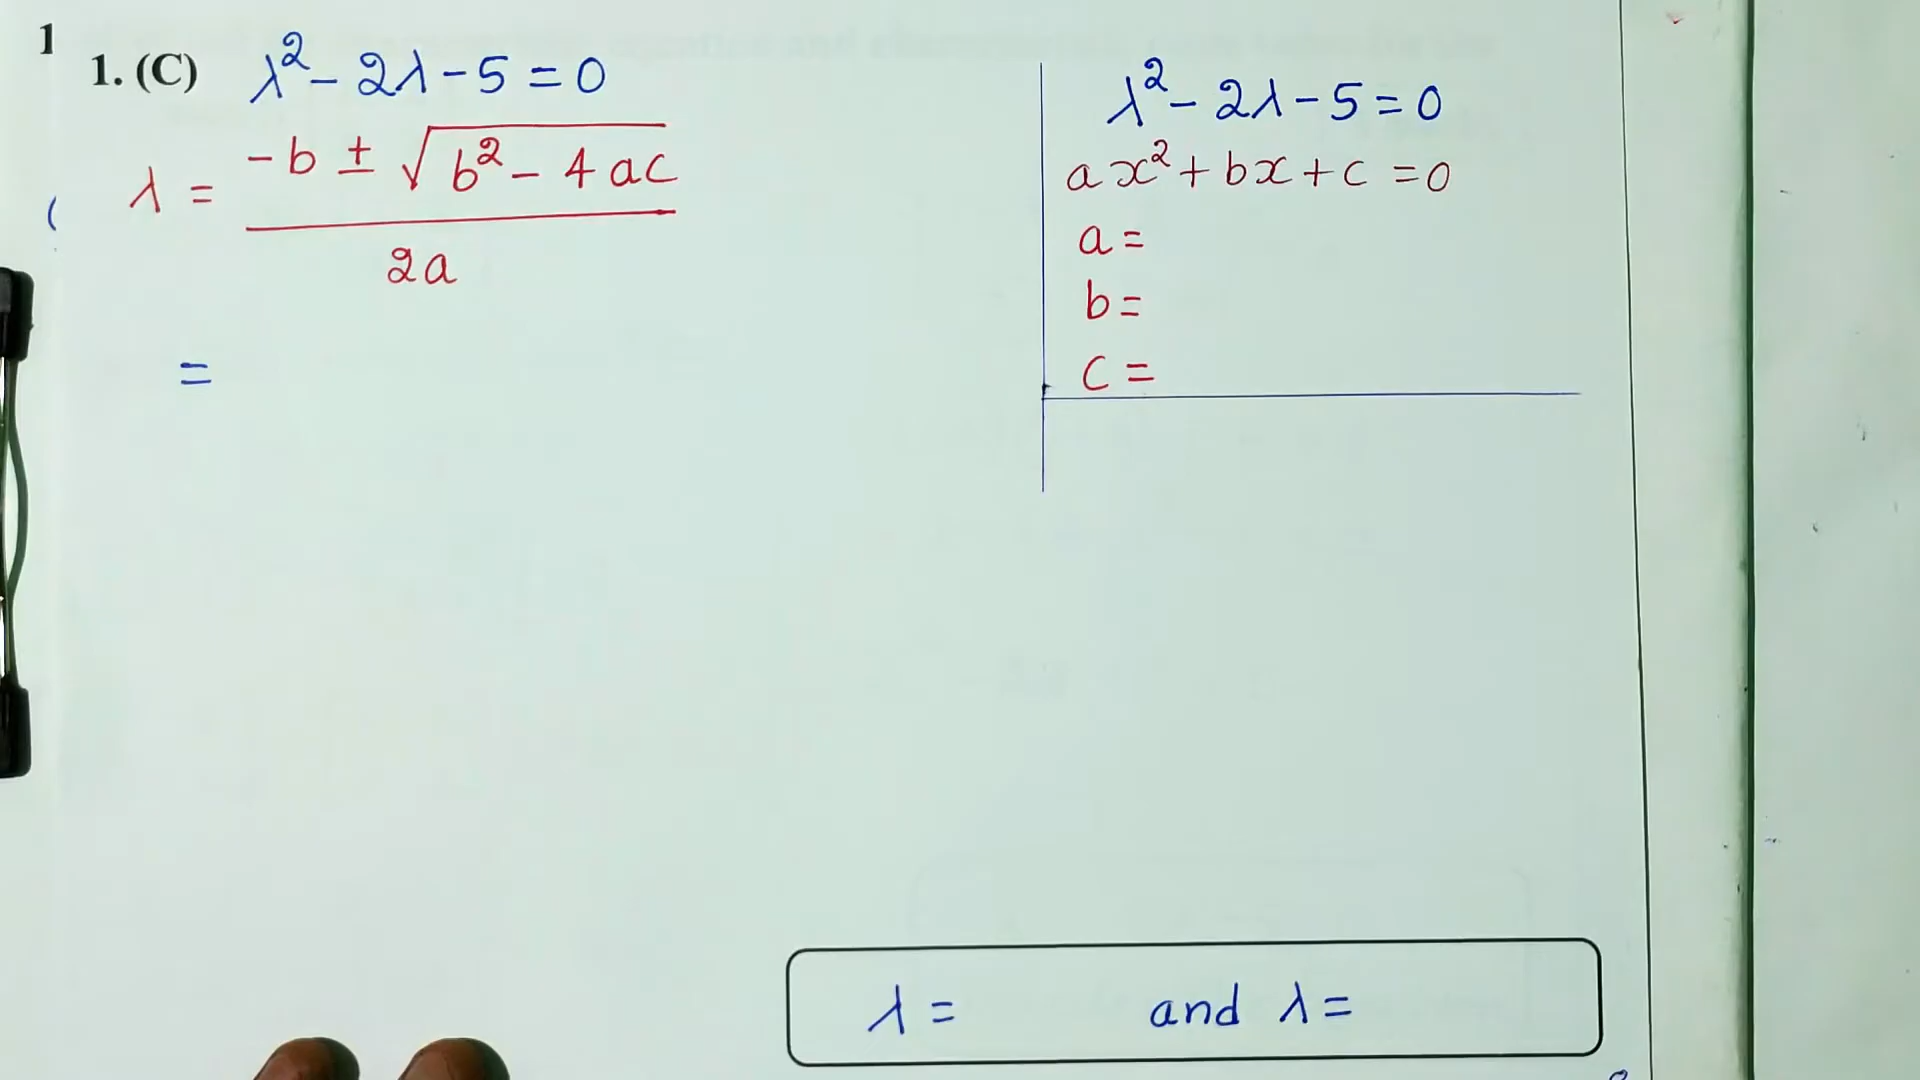 1
1. (C) λ² - 2λ - 5 = 0
λ = -b ± √b² - 4ac
2a
=
λ² - 2λ - 5 = 0
ax² + bx + c = 0
a =
b =
c =
λ = and λ =